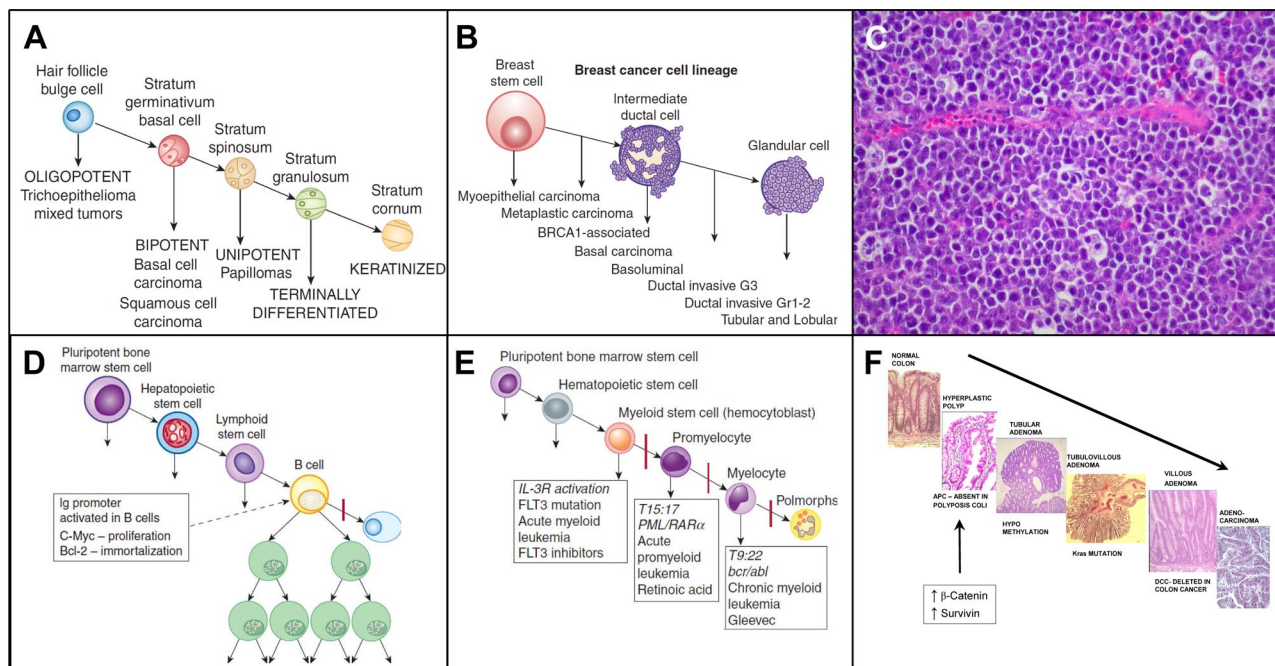 A
Hair follicle
bulge cell
Stratum
germinativum
basal cell
Stratum
spinosum
Stratum
granulosum
Stratum
cornum
OLIGOPOTENT
Trichoepithelioma
mixed tumors
BIPOTENT
Basal cell
carcinoma
Squamous cell
carcinoma
UNIPOTENT
Papillomas
TERMINALLY
DIFFERENTIATED
KERATINIZED
B
Breast
stem cell
Breast cancer cell lineage
Intermediate
ductal cell
Glandular cell
Myoepithelial carcinoma
Metaplastic carcinoma
BRCA1-associated
Basal carcinoma
Basoluminal
Ductal invasive G3
Ductal invasive Gr1-2
Tubular and Lobular
C
D
Pluripotent bone
marrow stem cell
Hepatopoietic
stem cell
Lymphoid
stem cell
B cell
Ig promoter
activated in B cells
C-Myc – proliferation
Bcl-2 – immortalization
E
Pluripotent bone marrow stem cell
Hematopoietic stem cell
Myeloid stem cell (hemocytoblast)
Promyelocyte
Myelocyte
Polmorphs
IL-3R activation
FLT3 mutation
Acute myeloid
leukemia
FLT3 inhibitors
T15:17
PML/RARα
Acute
promyeloid
leukemia
Retinoic acid
T9:22
bcr/abl
Chronic myeloid
leukemia
Gleevec
F
NORMAL
COLON
HYPERPLASTIC
POLYP
TUBULAR
ADENOMA
TUBULOVILLOUS
ADENOMA
VILLOUS
ADENOMA
ADENO-
CARCINOMA
APC – ABSENT IN
POLYPOSIS COLI
HYPO
METHYLATION
Kras MUTATION
DCC- DELETED IN
COLON CANCER
↑ β-Catenin
↑ Survivin